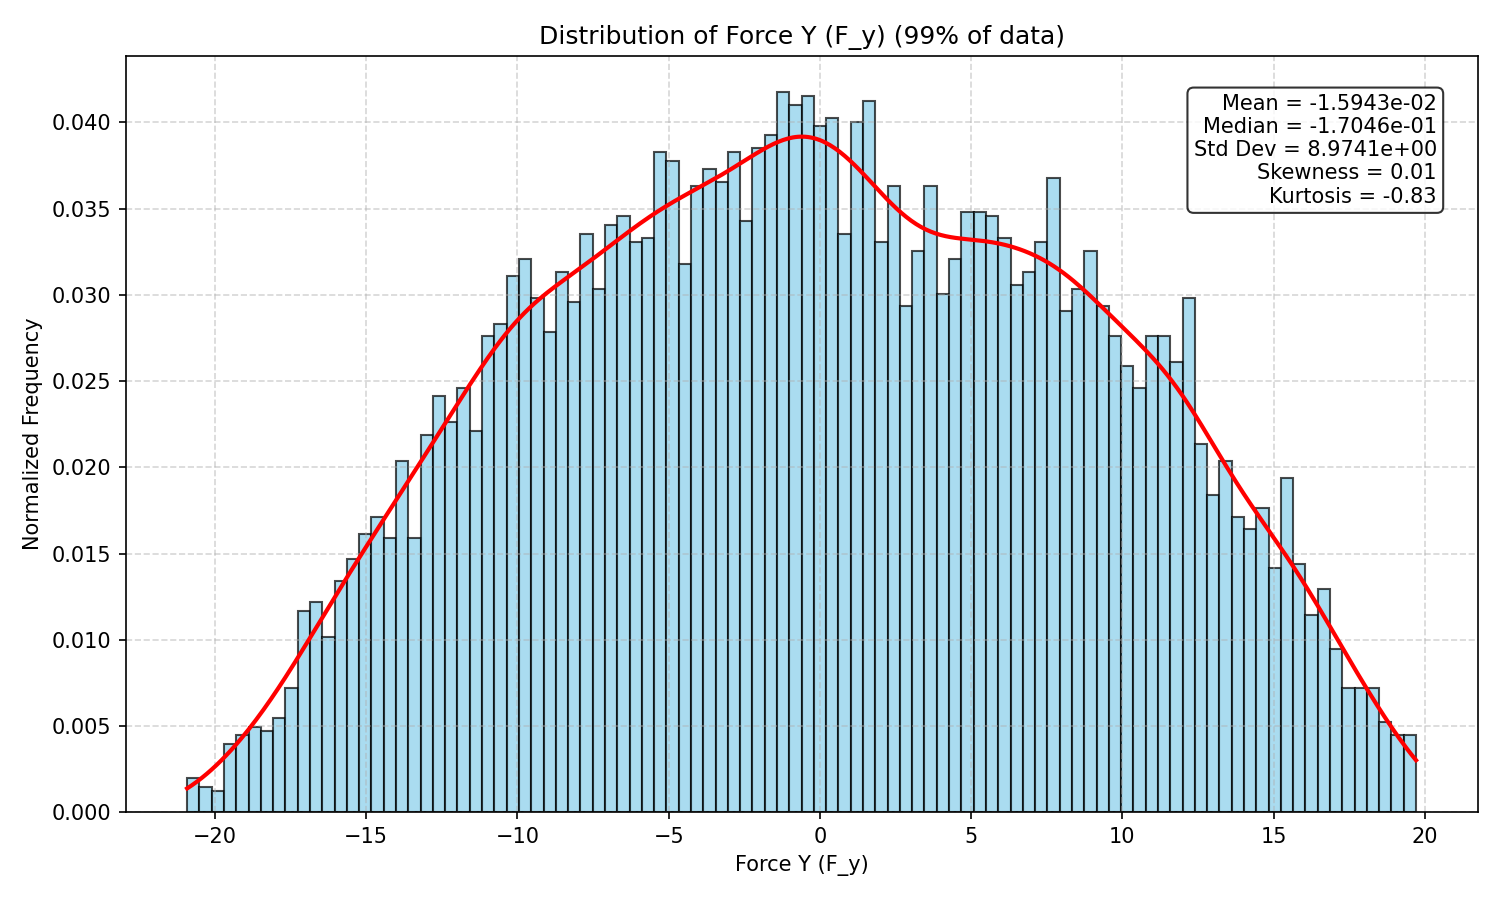 Distribution of Force Y (F_y) (99% of data)
Mean = -1.5943e-02
Median = -1.7046e-01
Std Dev = 8.9741e+00
Skewness = 0.01
Kurtosis = -0.83
Normalized Frequency
0.040
0.035
0.030
0.025
0.020
0.015
0.010
0.005
0.000
−20 −15 −10 −5 0 5 10 15 20
Force Y (F_y)